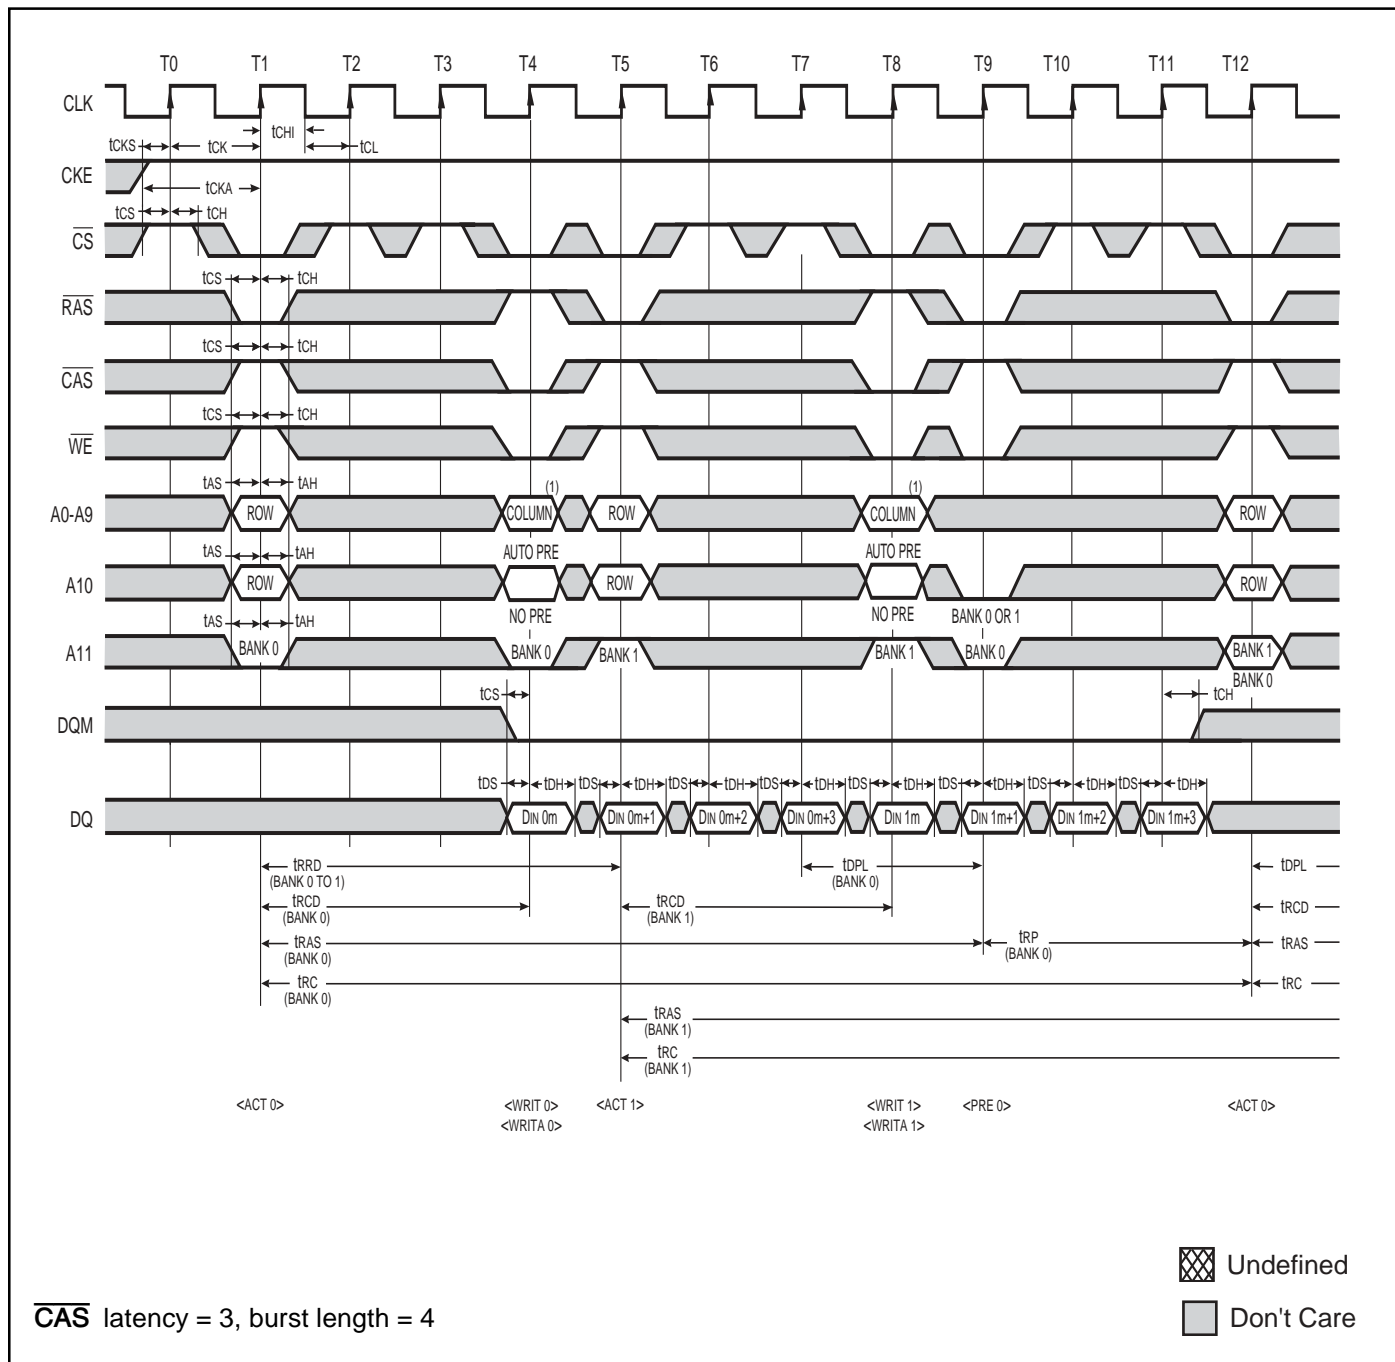 T0 T1 T2 T3 T4 T5 T6 T7 T8 T9 T10 T11 T12
CLK
tCHI
tCKS tCK tCL
CKE
tCKA
tCS tCH
CS
tCS tCH
RAS
tCS tCH
CAS
tCS tCH
WE
tAS tAH (1) (1)
A0-A9 ROW COLUMN ROW COLUMN ROW
tAS tAH AUTO PRE AUTO PRE
A10 ROW ROW ROW
NO PRE NO PRE BANK 0 OR 1
tAS tAH
A11 BANK 0 BANK 0 BANK 1 BANK 1 BANK 0 BANK 1
BANK 0
tCS tCH
DQM
tDS tDH tDS tDH tDS tDH tDS tDH tDS tDH tDS tDH tDS tDH tDS tDH
DQ DIN 0m DIN 0m+1 DIN 0m+2 DIN 0m+3 DIN 1m DIN 1m+1 DIN 1m+2 DIN 1m+3
tRRD tDPL tDPL
(BANK 0 TO 1) (BANK 0)
tRCD tRCD tRCD
(BANK 0) (BANK 1)
tRAS tRP tRAS
(BANK 0) (BANK 0)
tRC tRC
(BANK 0)
tRAS
(BANK 1)
tRC
(BANK 1)
<ACT 0> <WRIT 0> <ACT 1> <WRIT 1> <PRE 0> <ACT 0>
<WRITA 0> <WRITA 1>
Undefined
CAS latency = 3, burst length = 4
Don't Care